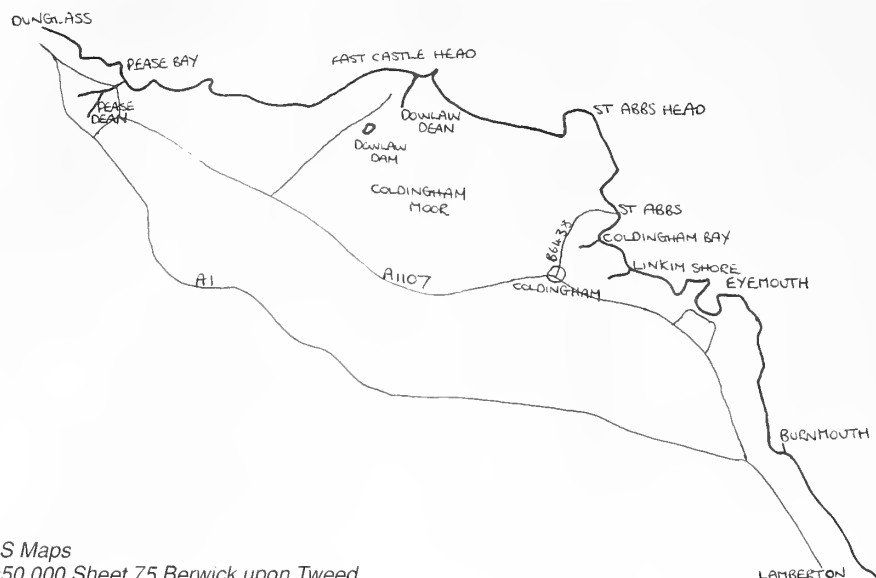 DUNGLASS
PEASE BAY
FAST CASTLE HEAD
PEASE
DEAN
DOWLAW
DEAN
ST ABBS HEAD
DOWLAW
DAM
COLDINGHAM
MOOR
ST ABBS
B6438
COLDINGHAM BAY
LINKIM SHORE
EYEMOUTH
A1
A1107
COLDINGHAM
BURNMOUTH
S Maps
50 000 Sheet 75 Berwick upon Tweed
LAMBERTON